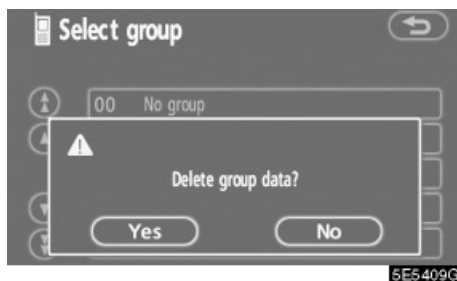 Select group
00 No group
Delete group data?
Yes No
5E5409G